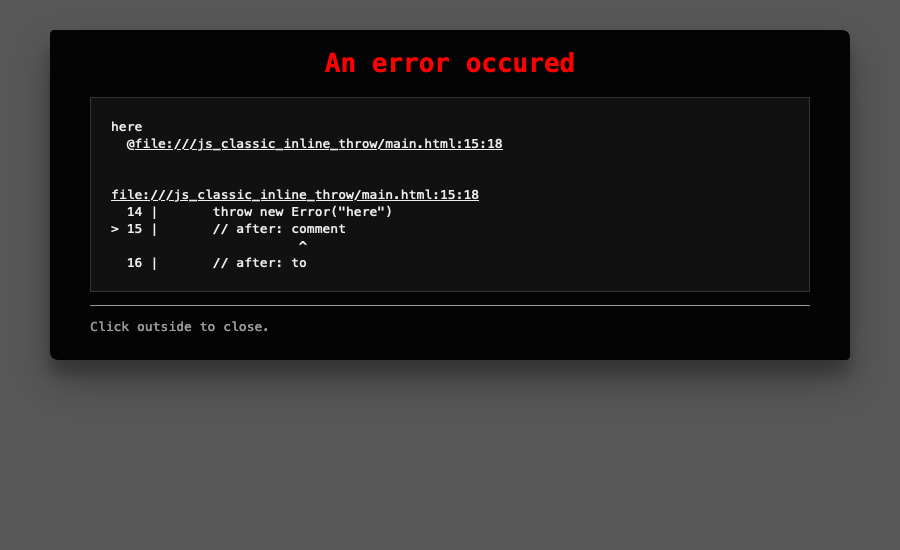 An error occured
here
  @file:///js_classic_inline_throw/main.html:15:18
file:///js_classic_inline_throw/main.html:15:18
  14 |       throw new Error("here")
> 15 |       // after: comment
                        ^
  16 |       // after: to
Click outside to close.